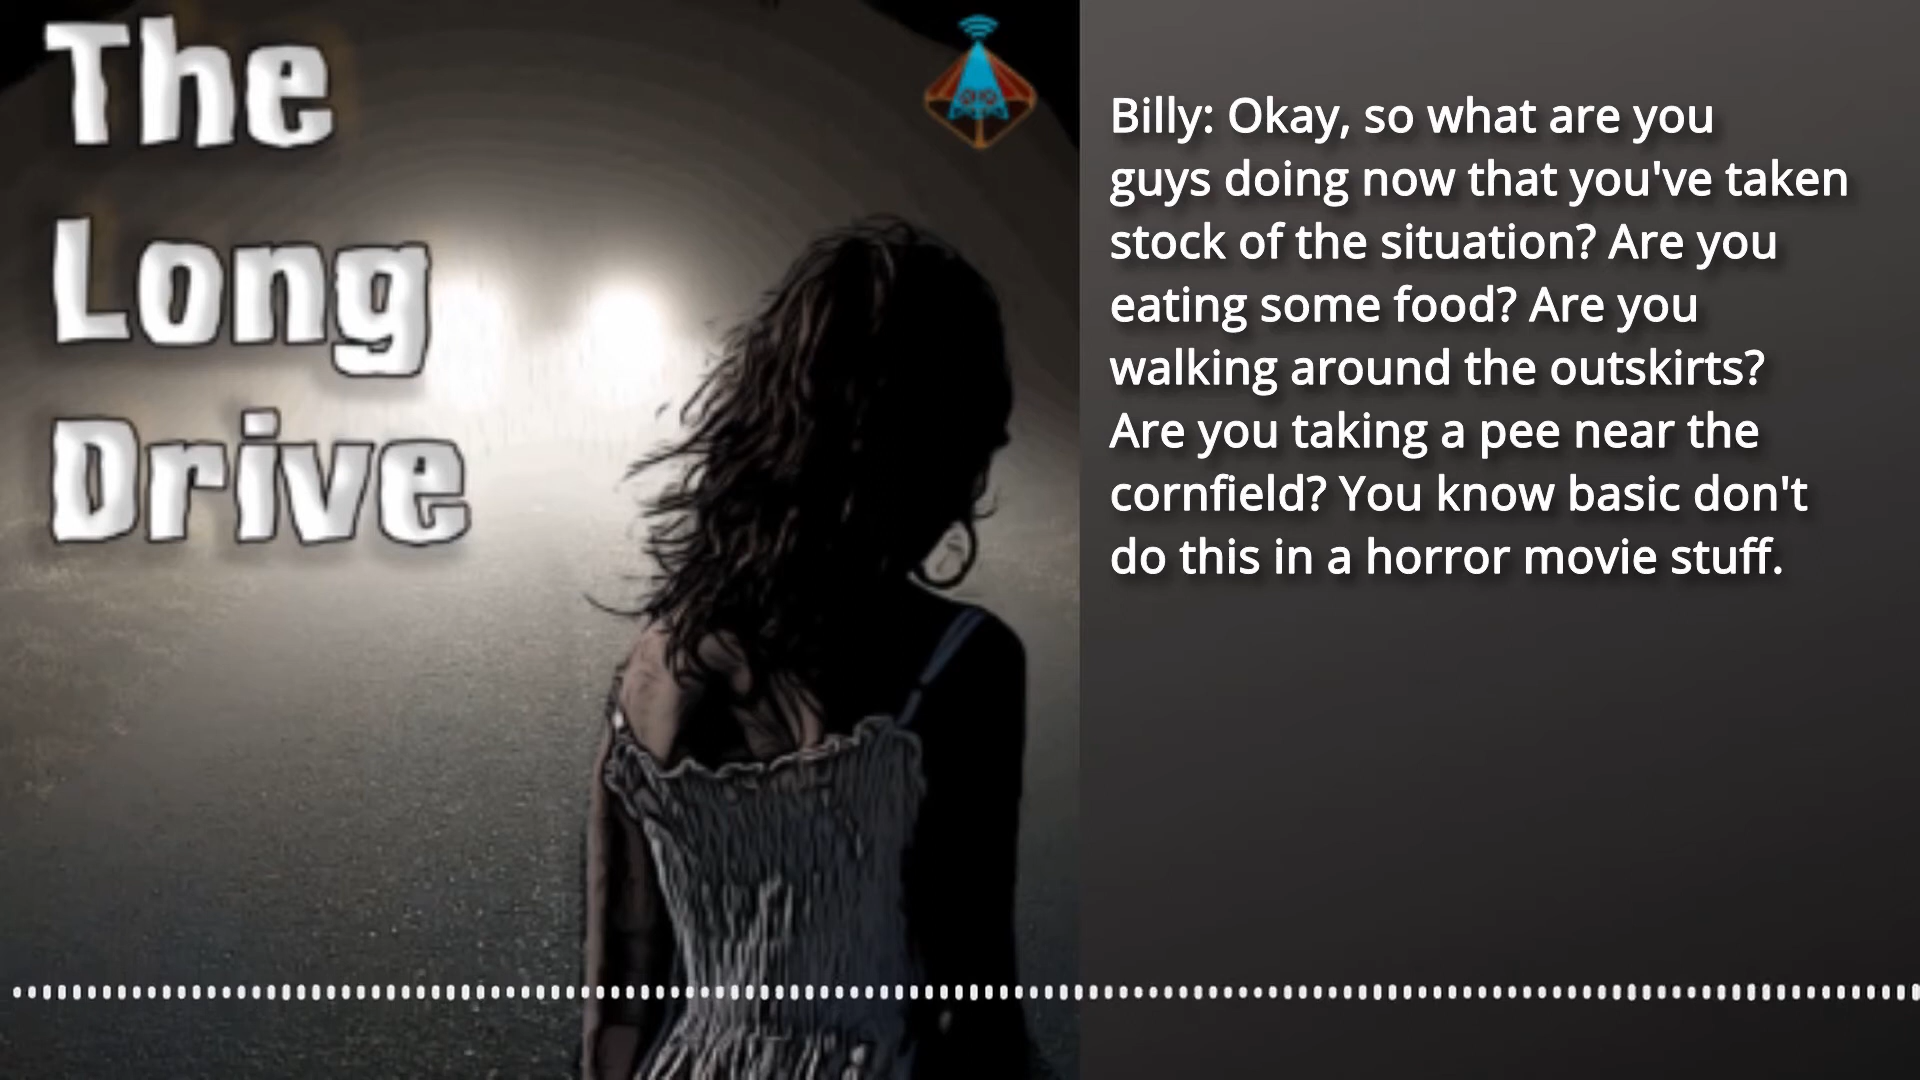 The
Long
Drive
Billy: Okay, so what are you
guys doing now that you've taken
stock of the situation? Are you
eating some food? Are you
walking around the outskirts?
Are you taking a pee near the
cornfield? You know basic don't
do this in a horror movie stuff.